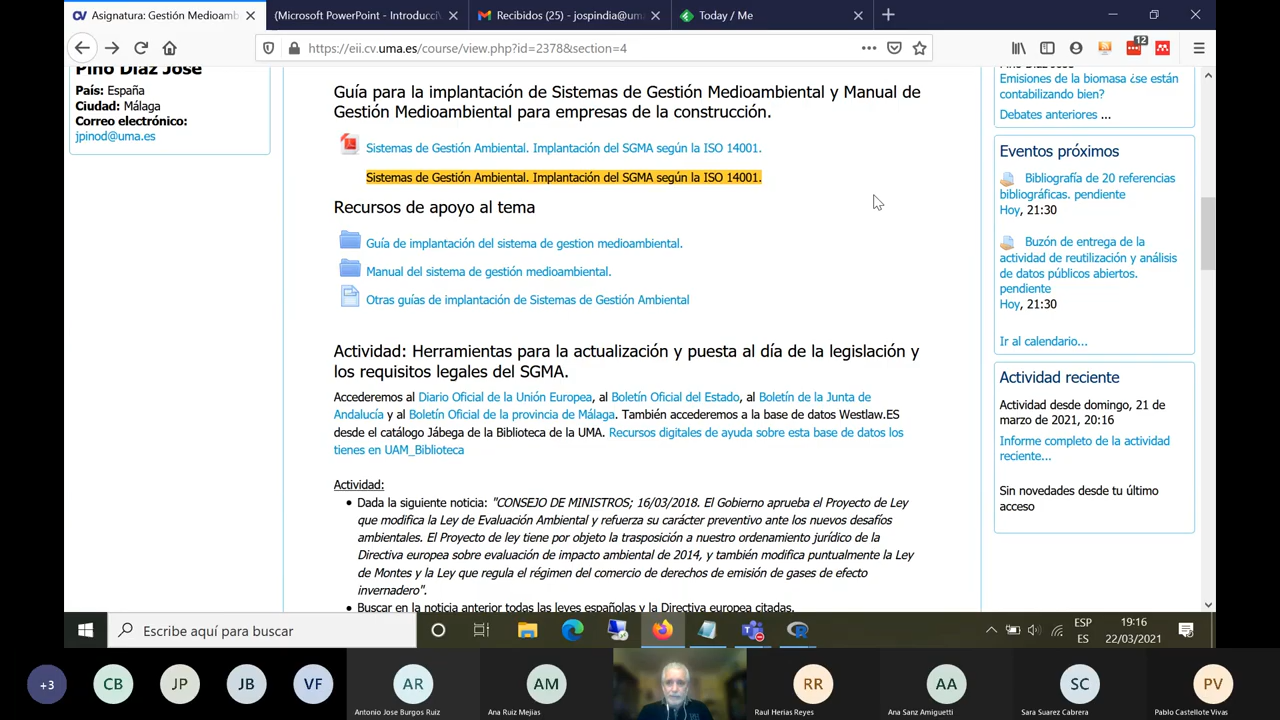 Asignatura: Gestión Medioamb
(Microsoft PowerPoint - Introducci
Recibidos (25) - jospindia@uma
Today / Me
https://eii.cv.uma.es/course/view.php?id=2378&section=4
12
Pino Díaz José
País: España
Ciudad: Málaga
Correo electrónico:
jpinod@uma.es
Guía para la implantación de Sistemas de Gestión Medioambiental y Manual de
Gestión Medioambiental para empresas de la construcción.
Sistemas de Gestión Ambiental. Implantación del SGMA según la ISO 14001.
Sistemas de Gestión Ambiental. Implantación del SGMA según la ISO 14001.
Recursos de apoyo al tema
Guía de implantación del sistema de gestion medioambiental.
Manual del sistema de gestión medioambiental.
Otras guías de implantación de Sistemas de Gestión Ambiental
Actividad: Herramientas para la actualización y puesta al día de la legislación y
los requisitos legales del SGMA.
Accederemos al Diario Oficial de la Unión Europea, al Boletín Oficial del Estado, al Boletín de la Junta de
Andalucía y al Boletín Oficial de la provincia de Málaga. También accederemos a la base de datos Westlaw.ES
desde el catálogo Jábega de la Biblioteca de la UMA. Recursos digitales de ayuda sobre esta base de datos los
tienes en UAM_Biblioteca
Actividad:
• Dada la siguiente noticia: "CONSEJO DE MINISTROS; 16/03/2018. El Gobierno aprueba el Proyecto de Ley
que modifica la Ley de Evaluación Ambiental y refuerza su carácter preventivo ante los nuevos desafíos
ambientales. El Proyecto de ley tiene por objeto la trasposición a nuestro ordenamiento jurídico de la
Directiva europea sobre evaluación de impacto ambiental de 2014, y también modifica puntualmente la Ley
de Montes y la Ley que regula el régimen del comercio de derechos de emisión de gases de efecto
invernadero".
• Buscar en la noticia anterior todas las leyes españolas y la Directiva europea citadas.
Emisiones de la biomasa ¿se están
contabilizando bien?
Debates anteriores ...
Eventos próximos
Bibliografía de 20 referencias
bibliográficas. pendiente
Hoy, 21:30
Buzón de entrega de la
actividad de reutilización y análisis
de datos públicos abiertos.
pendiente
Hoy, 21:30
Ir al calendario...
Actividad reciente
Actividad desde domingo, 21 de
marzo de 2021, 20:16
Informe completo de la actividad
reciente...
Sin novedades desde tu último
acceso
Escribe aquí para buscar
ESP
ES
19:16
22/03/2021
+3
CB
JP
JB
VF
AR
Antonio Jose Burgos Ruiz
AM
Ana Ruiz Mejias
RR
Raul Herias Reyes
AA
Ana Sanz Amiguetti
SC
Sara Suarez Cabrera
PV
Pablo Castellote Vivas